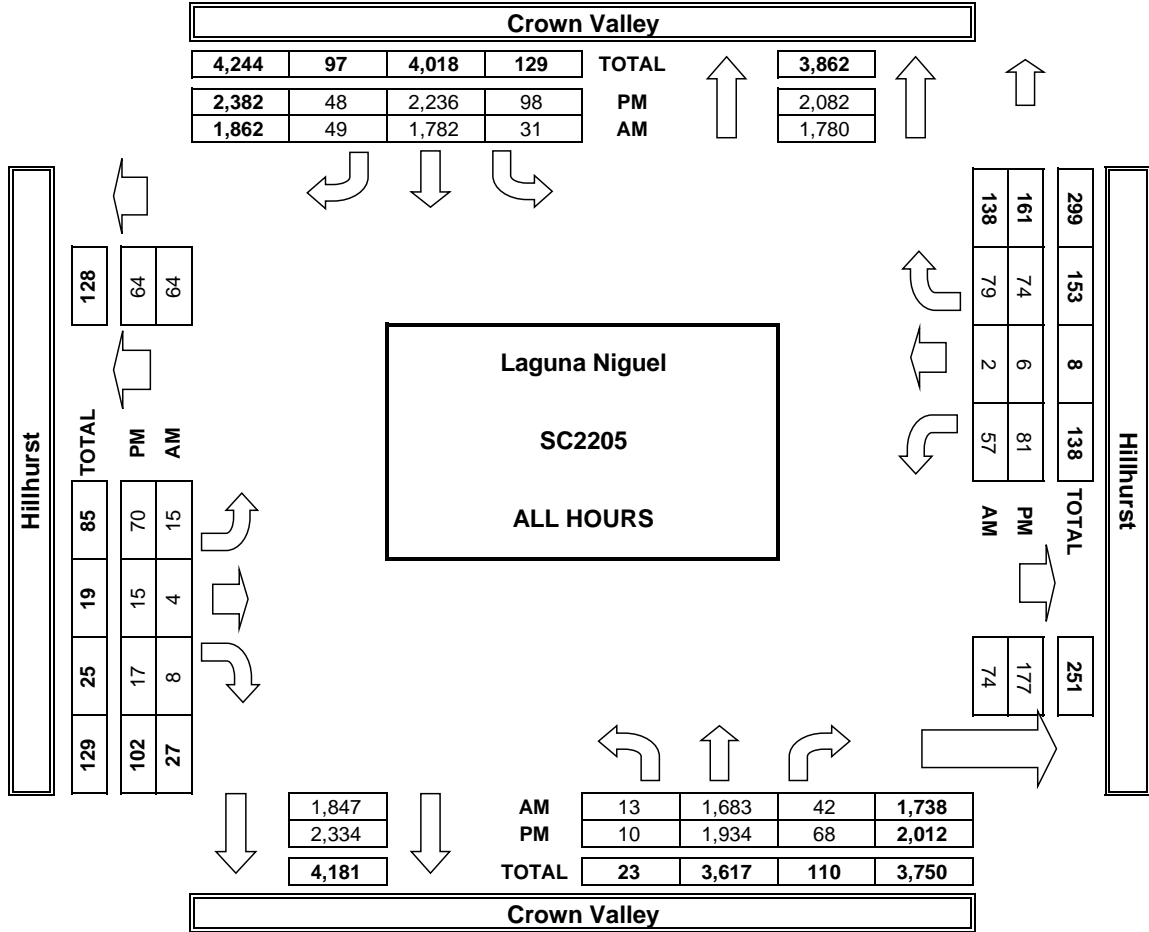 Crown Valley
4,244 97 4,018 129 TOTAL 3,862
2,382 48 2,236 98 PM 2,082
1,862 49 1,782 31 AM 1,780
Hillhurst
128 64 64
TOTAL PM AM
85 70 15
19 15 4
25 17 8
129 102 27
Laguna Niguel
SC2205
ALL HOURS
138 161 299
79 74 153
2 6 8
57 81 138
AM PM TOTAL
74 177 251
Hillhurst
1,847 AM 13 1,683 42 1,738
2,334 PM 10 1,934 68 2,012
4,181 TOTAL 23 3,617 110 3,750
Crown Valley